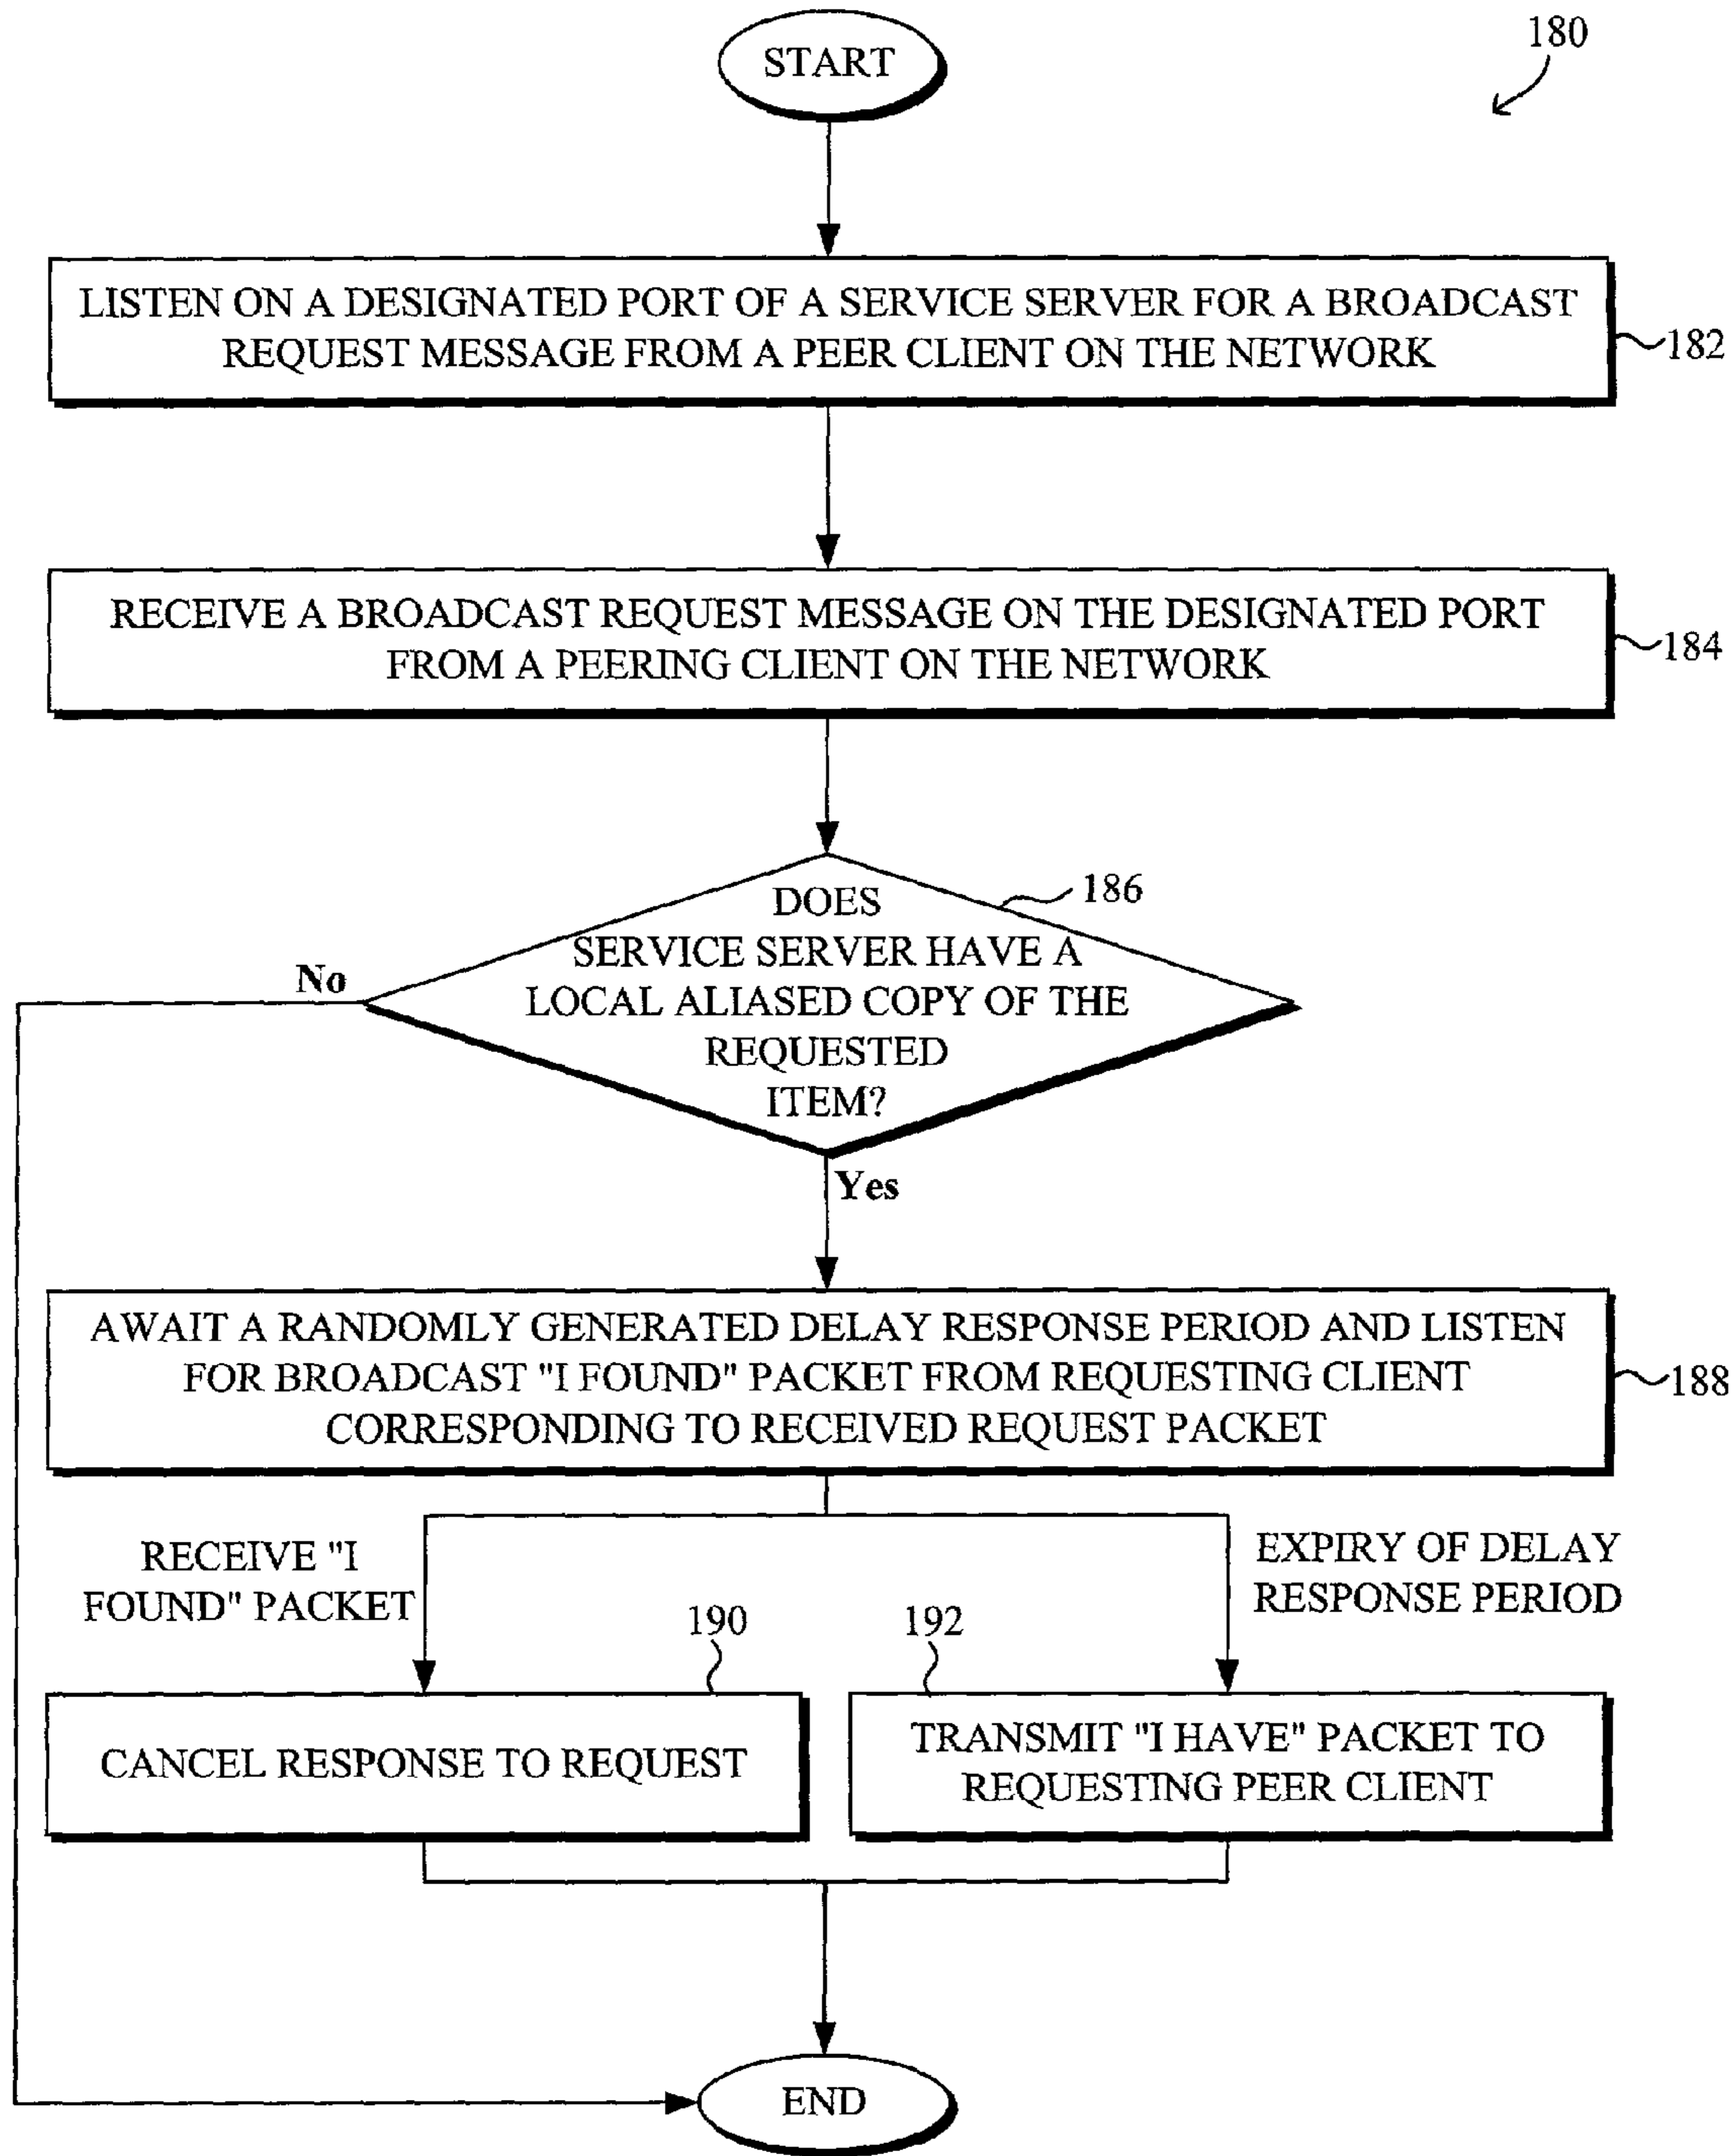 START
180
LISTEN ON A DESIGNATED PORT OF A SERVICE SERVER FOR A BROADCAST
REQUEST MESSAGE FROM A PEER CLIENT ON THE NETWORK
182
RECEIVE A BROADCAST REQUEST MESSAGE ON THE DESIGNATED PORT
FROM A PEERING CLIENT ON THE NETWORK
184
186
DOES
SERVICE SERVER HAVE A
LOCAL ALIASED COPY OF THE
REQUESTED
ITEM?
No
Yes
AWAIT A RANDOMLY GENERATED DELAY RESPONSE PERIOD AND LISTEN
FOR BROADCAST "I FOUND" PACKET FROM REQUESTING CLIENT
CORRESPONDING TO RECEIVED REQUEST PACKET
188
RECEIVE "I
FOUND" PACKET
EXPIRY OF DELAY
RESPONSE PERIOD
190
192
CANCEL RESPONSE TO REQUEST
TRANSMIT "I HAVE" PACKET TO
REQUESTING PEER CLIENT
END